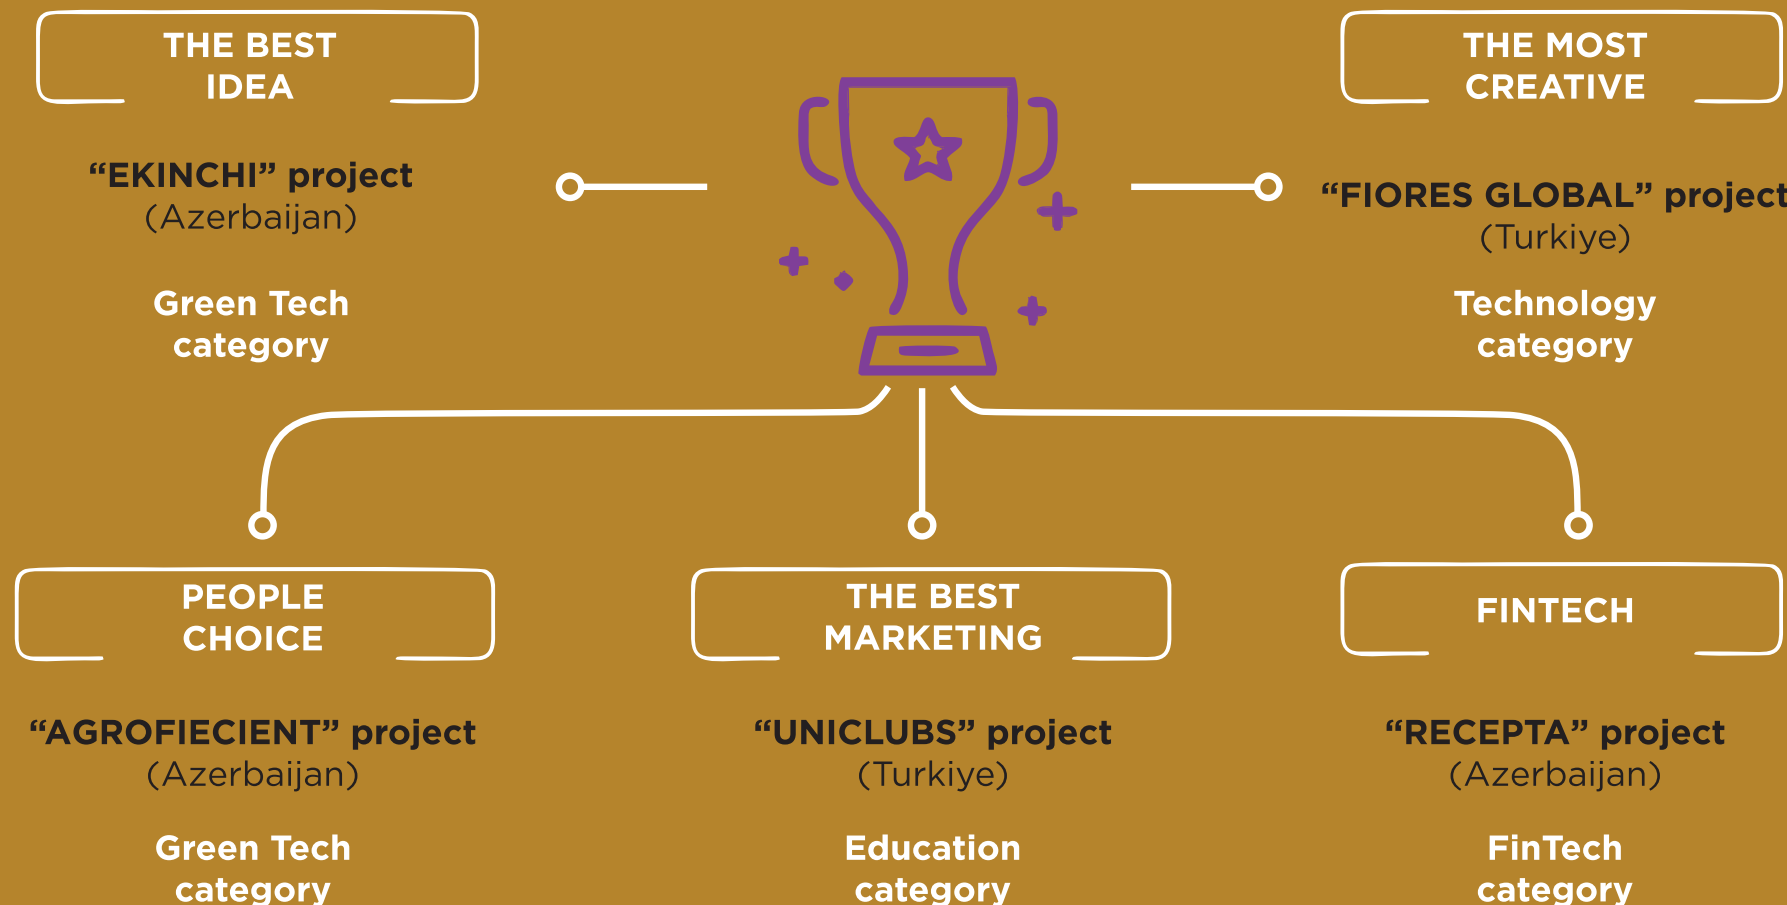 THE BEST
IDEA
“EKINCHI” project
(Azerbaijan)
Green Tech
category
THE MOST
CREATIVE
“FIORES GLOBAL” project
(Turkiye)
Technology
category
PEOPLE
CHOICE
“AGROFIECIENT” project
(Azerbaijan)
Green Tech
category
THE BEST
MARKETING
“UNICLUBS” project
(Turkiye)
Education
category
FINTECH
“RECEPTA” project
(Azerbaijan)
FinTech
category